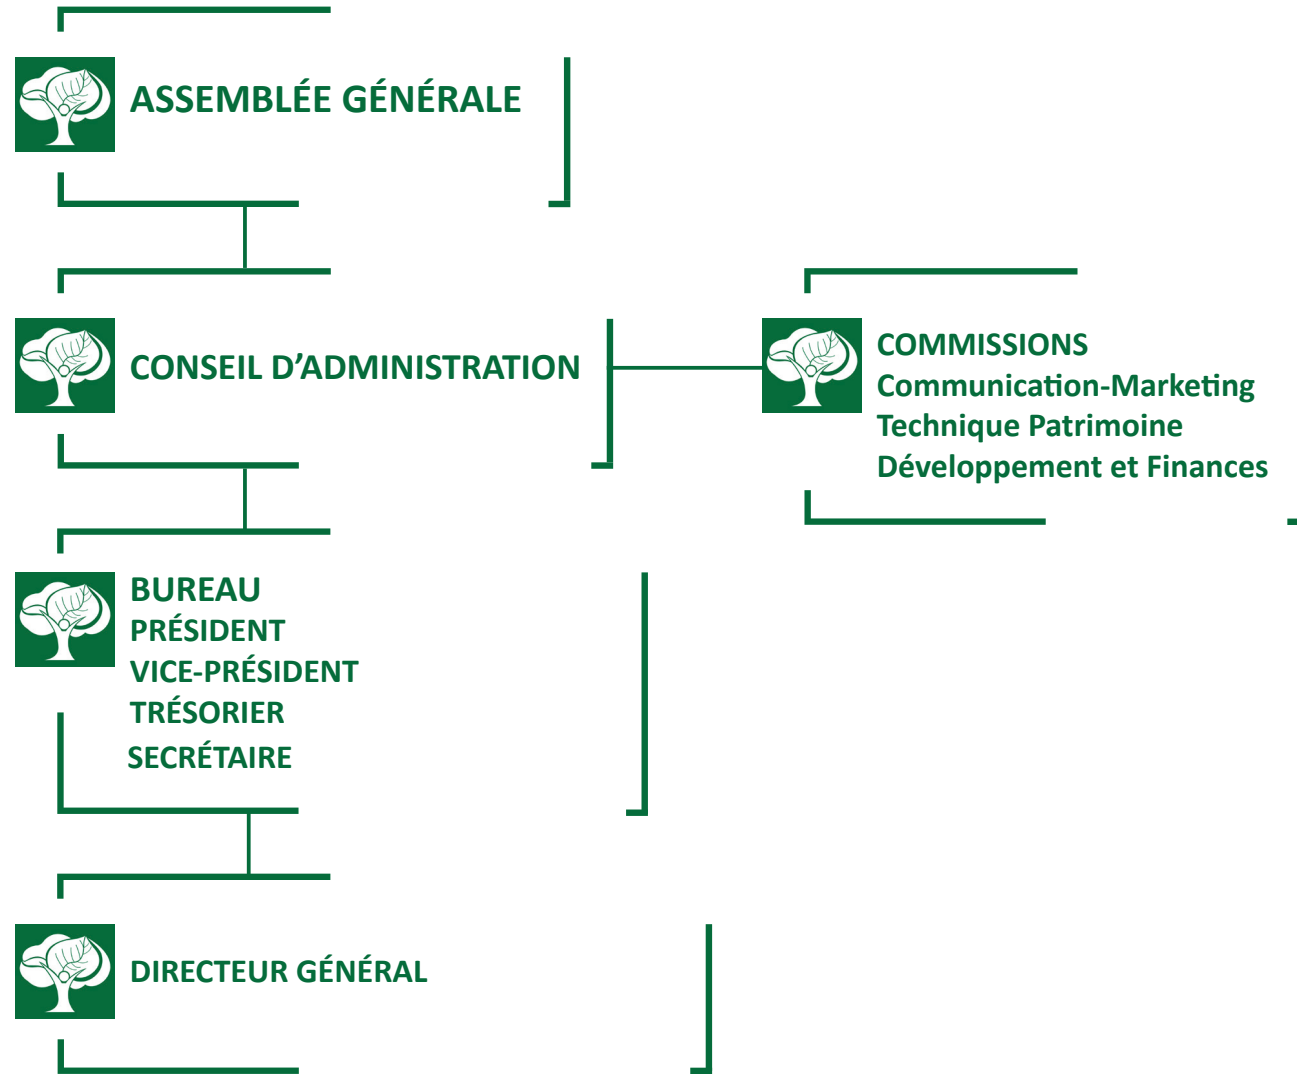 ASSEMBLÉE GÉNÉRALE
CONSEIL D’ADMINISTRATION
COMMISSIONS
Communication-Marketing
Technique Patrimoine
Développement et Finances
BUREAU
PRÉSIDENT
VICE-PRÉSIDENT
TRÉSORIER
SECRÉTAIRE
DIRECTEUR GÉNÉRAL